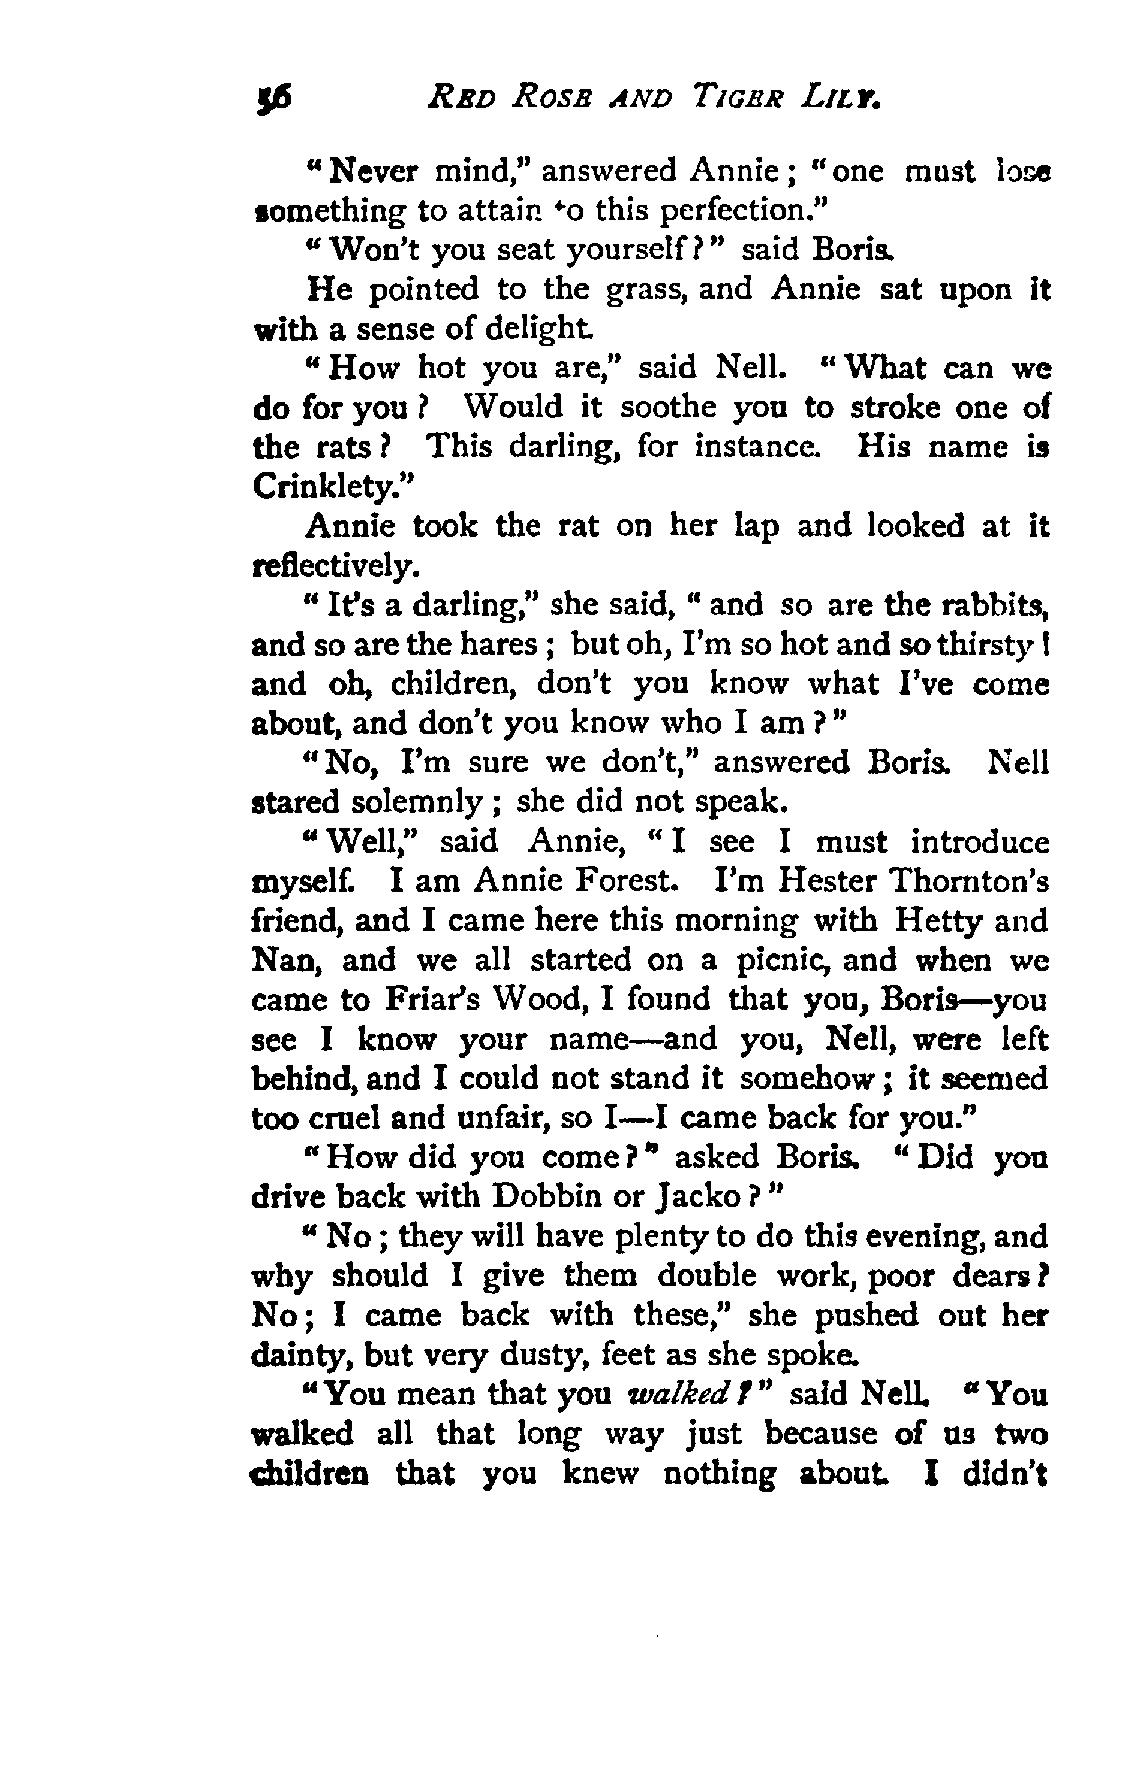 56 RED ROSE AND TIGER LILY.
"Never mind," answered Annie; "one must lose
something to attain to this perfection."
"Won't you seat yourself?" said Boris.
He pointed to the grass, and Annie sat upon it
with a sense of delight.
"How hot you are," said Nell. "What can we
do for you? Would it soothe you to stroke one of
the rats? This darling, for instance. His name is
Crinklety."
Annie took the rat on her lap and looked at it
reflectively.
"It's a darling," she said, "and so are the rabbits,
and so are the hares; but oh, I'm so hot and so thirsty!
and oh, children, don't you know what I've come
about, and don't you know who I am?"
"No, I'm sure we don't," answered Boris. Nell
stared solemnly; she did not speak.
"Well," said Annie, "I see I must introduce
myself. I am Annie Forest. I'm Hester Thornton's
friend, and I came here this morning with Hetty and
Nan, and we all started on a picnic, and when we
came to Friar's Wood, I found that you, Boris—you
see I know your name—and you, Nell, were left
behind, and I could not stand it somehow; it seemed
too cruel and unfair, so I—I came back for you."
"How did you come?" asked Boris. "Did you
drive back with Dobbin or Jacko?"
"No; they will have plenty to do this evening, and
why should I give them double work, poor dears?
No; I came back with these," she pushed out her
dainty, but very dusty, feet as she spoke.
"You mean that you walked?" said Nell. "You
walked all that long way just because of us two
children that you knew nothing about. I didn't